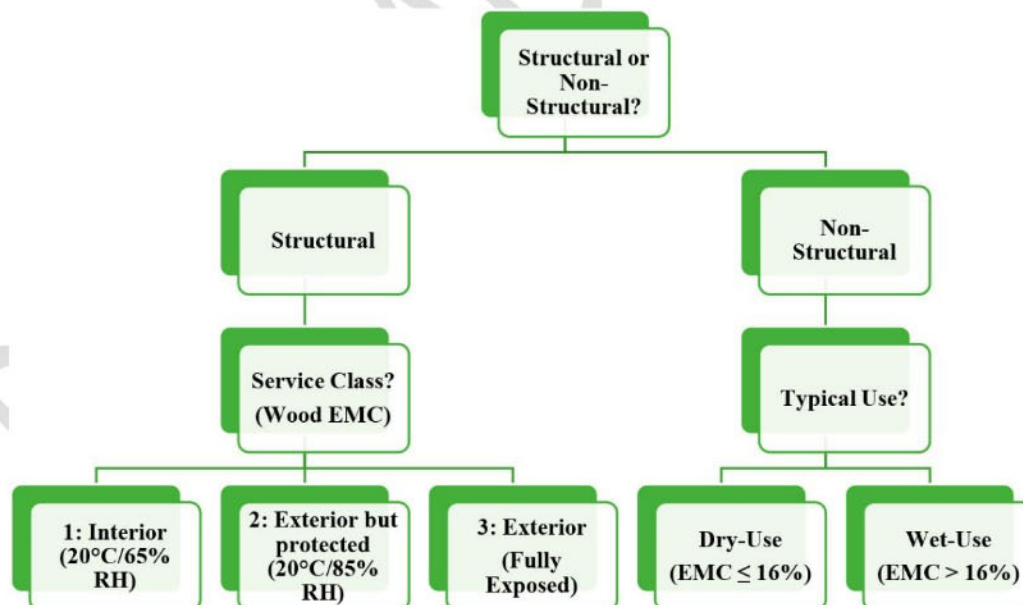 Structural or
Non-
Structural?
Structural
Non-
Structural
Service Class?
(Wood EMC)
Typical Use?
1: Interior
(20°C/65%
RH)
2: Exterior but
protected
(20°C/85%
RH)
3: Exterior
(Fully
Exposed)
Dry-Use
(EMC ≤ 16%)
Wet-Use
(EMC > 16%)